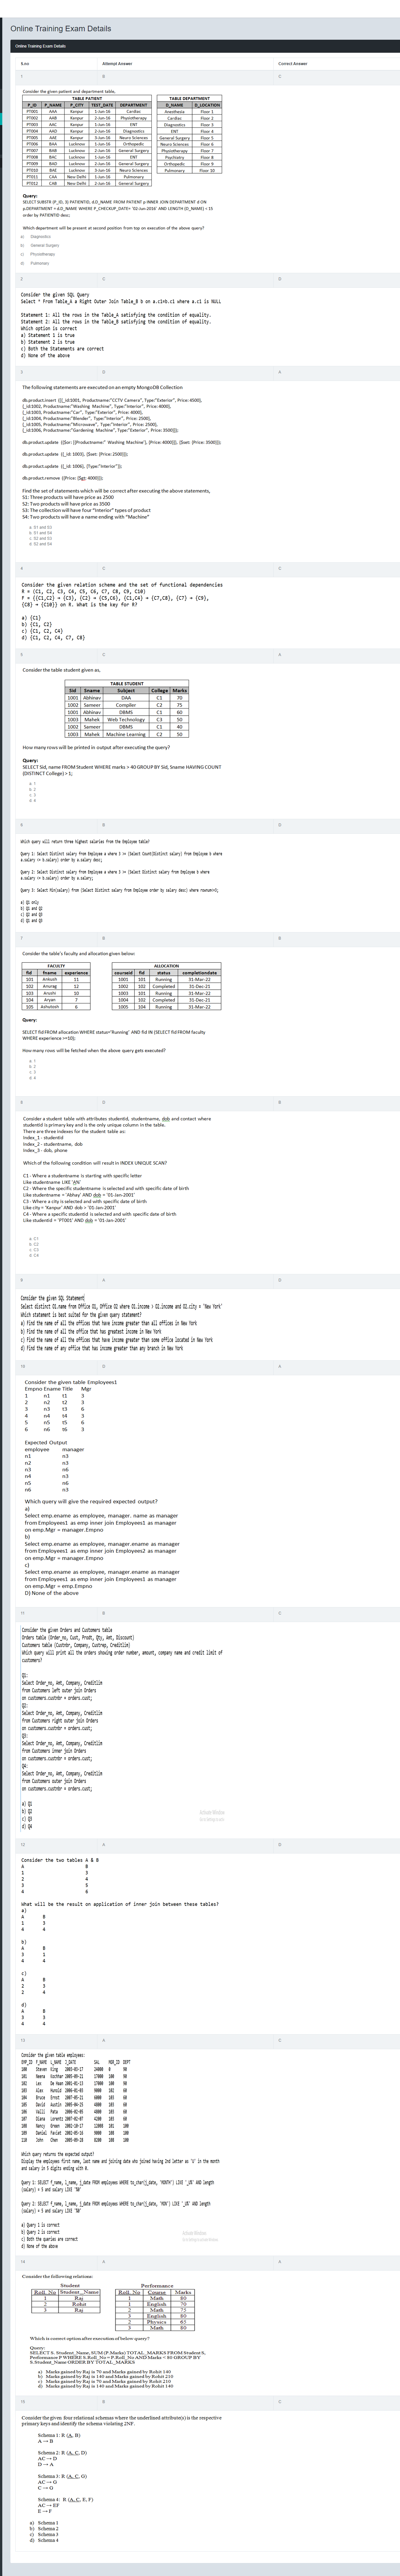 Online Training Exam Details
Online Training Exam Details
S.no Attempt Answer Correct Answer
1 B C
Consider the given patient and department table,
TABLE PATIENT
P_ID P_NAME P_CITY TEST_DATE DEPARTMENT
PT001 AAA Kanpur 1-Jun-16 Cardiac
PT002 AAB Kanpur 2-Jun-16 Physiotherapy
PT003 AAC Kanpur 1-Jun-16 ENT
PT004 AAD Kanpur 2-Jun-16 Diagnostics
PT005 AAE Kanpur 3-Jun-16 Neuro Sciences
PT006 BAA Lucknow 1-Jun-16 Orthopedic
PT007 BAB Lucknow 2-Jun-16 General Surgery
PT008 BAC Lucknow 1-Jun-16 ENT
PT009 BAD Lucknow 2-Jun-16 General Surgery
PT010 BAE Lucknow 3-Jun-16 Neuro Sciences
PT011 CAA New Delhi 1-Jun-16 Pulmonary
PT012 CAB New Delhi 2-Jun-16 General Surgery
TABLE DEPARTMENT
D_NAME D_LOCATION
Anesthesia Floor 1
Cardiac Floor 2
Diagnostics Floor 3
ENT Floor 4
General Surgery Floor 5
Neuro Sciences Floor 6
Physiotherapy Floor 7
Psychiatry Floor 8
Orthopedic Floor 9
Pulmonary Floor 10
Query:
SELECT SUBSTR (P_ID, 3) PATIENTID, d.D_NAME FROM PATIENT p INNER JOIN DEPARTMENT d ON
p.DEPARTMENT = d.D_NAME WHERE P_CHECKUP_DATE= '02-Jun-2016' AND LENGTH (D_NAME) < 15
order by PATIENTID desc;
Which department will be present at second position from top on execution of the above query?
a) Diagnostics
b) General Surgery
c) Physiotherapy
d) Pulmonary
2 C D
Consider the given SQL Query
Select * From Table_A a Right Outer Join Table_B b on a.c1=b.c1 where a.c1 is NULL
Statement 1: All the rows in the Table_A satisfying the condition of equality.
Statement 2: All the rows in the Table_B satisfying the condition of equality.
Which option is correct
a) Statement 1 is true
b) Statement 2 is true
c) Both the Statements are correct
d) None of the above
3 D A
The following statements are executed on an empty MongoDB Collection
db.product.insert ([{_id:1001, Productname:"CCTV Camera", Type:"Exterior", Price: 4500},
{_id:1002, Productname:"Washing Machine", Type:"Interior", Price: 4000},
{_id:1003, Productname:"Car", Type:"Exterior", Price: 4000},
{_id:1004, Productname:"Blender", Type:"Interior", Price: 2500},
{_id:1005, Productname:"Microwave", Type:"Interior", Price: 2500},
{_id:1006, Productname:"Gardening Machine", Type:"Exterior", Price: 3500}]);
db.product.update ({$or: [{Productname:" Washing Machine"}, {Price: 4000}]}, {$set: {Price: 3500}});
db.product.update ({_id: 1003}, {$set: {Price: 2500}});
db.product.update ({_id: 1006}, {Type:"Interior"});
db.product.remove ({Price: {$gt: 4000}});
Find the set of statements which will be correct after executing the above statements,
S1: Three products will have price as 2500
S2: Two products will have price as 3500
S3: The collection will have four "Interior" types of product
S4: Two products will have a name ending with "Machine"
a. S1 and S3
b. S1 and S4
c. S2 and S3
d. S2 and S4
4 C C
Consider the given relation scheme and the set of functional dependencies
R = (C1, C2, C3, C4, C5, C6, C7, C8, C9, C10)
F = {{C1,C2} → {C3}, {C2} → {C5,C6}, {C1,C4} → {C7,C8}, {C7} → {C9},
{C8} → {C10}} on R. What is the key for R?
a) {C1}
b) {C1, C2}
c) {C1, C2, C4}
d) {C1, C2, C4, C7, C8}
5 C A
Consider the table student given as,
TABLE STUDENT
Sid Sname Subject Collage Marks
1001 Abhinav DAA C1 70
1002 Sameer Compiler C2 75
1001 Abhinav DBMS C1 60
1003 Mahek Web Technology C3 50
1002 Sameer DBMS C1 40
1003 Mahek Machine Learning C2 50
How many rows will be printed in output after executing the query?
Query:
SELECT Sid, name FROM Student WHERE marks > 40 GROUP BY Sid, Sname HAVING COUNT
(DISTINCT College) > 1;
a. 1
b. 2
c. 3
d. 4
6 B D
Which query will return three highest salaries from the Employee table?
Query 1: Select Distinct salary from Employee a where 3 >= (Select Count(Distinct salary) from Employee b where
a.salary <= b.salary) order by a.salary desc;
Query 2: Select Distinct salary from Employee a where 3 >= (Select Distinct salary from Employee b where
a.salary <= b.salary) order by a.salary;
Query 3: Select Min(salary) from (Select Distinct salary from Employee order by salary desc) where rownum<=3;
a) Q1 only
b) Q1 and Q2
c) Q2 and Q3
d) Q1 and Q3
7 B B
Consider the table's faculty and allocation given below:
FACULTY
fid fname experience
101 Ankush 11
102 Anurag 12
103 Arushi 10
104 Aryan 7
105 Ashutosh 6
ALLOCATION
courseid fid status completiondate
1001 101 Running 31-Mar-22
1002 102 Completed 31-Dec-21
1003 101 Running 31-Mar-22
1004 102 Completed 31-Dec-21
1005 104 Running 31-Mar-22
Query:
SELECT fid FROM allocation WHERE status='Running' AND fid IN (SELECT fid FROM faculty
WHERE experience >=10);
How many rows will be fetched when the above query gets executed?
a. 1
b. 2
c. 3
d. 4
8 D B
Consider a student table with attributes studentid, studentname, dob and contact where
studentid is primary key and is the only unique column in the table.
There are three indexes for the student table as:
Index_1 - studentid
Index_2 - studentname, dob
Index_3 - dob, phone
Which of the following condition will result in INDEX UNIQUE SCAN?
C1 - Where a studentname is starting with specific letter
Like studentname LIKE 'A%'
C2 - Where the specific studentname is selected and with specific date of birth
Like studentname = 'Abhay' AND dob = '01-Jan-2001'
C3 - Where a city is selected and with specific date of birth
Like city = 'Kanpur' AND dob > '01-Jan-2001'
C4 - Where a specific studentid is selected and with specific date of birth
Like studentid = 'PT001' AND dob = '01-Jan-2001'
a. C1
b. C2
c. C3
d. C4
9 A D
Consider the given SQL Statement
Select distinct O1.name from Office O1, Office O2 where O1.income > O2.income and O2.city = 'New York'
Which statement is best suited for the given query statement?
a) find the name of all the offices that have income greater than all offices in New York
b) find the name of all the office that has greatest income in New York
c) find the name of all the offices that have income greater than some office located in New York
d) find the name of any office that has income greater than any branch in New York
10 D A
Consider the given table Employees1
Empno Ename Title Mgr
1 n1 t1 3
2 n2 t2 3
3 n3 t3 6
4 n4 t4 3
5 n5 t5 6
6 n6 t6 3
Expected Output
employee manager
n1 n3
n2 n3
n3 n6
n4 n3
n5 n6
n6 n3
Which query will give the required expected output?
a)
Select emp.ename as employee, manager. name as manager
from Employees1 as emp inner join Employees1 as manager
on emp.Mgr = manager.Empno
b)
Select emp.ename as employee, manager.ename as manager
from Employees1 as emp inner join Employees2 as manager
on emp.Mgr = manager.Empno
c)
Select emp.ename as employee, manager.ename as manager
from Employees1 as emp inner join Employees1 as manager
on emp.Mgr = emp.Empno
D) None of the above
11 B C
Consider the given Orders and Customers table
Orders table (Order_no, Cust, Prodt, Qty, Amt, Discount)
Customers table (CustNbr, Company, Custrep, Creditlim)
Which query will print all the orders showing order number, amount, company name and credit limit of
customers?
Q1:
Select Order_no, Amt, Company, Creditlim
from Customers left outer join Orders
on customers.custnbr = orders.cust;
Q2:
Select Order_no, Amt, Company, Creditlim
from Customers right outer join Orders
on customers.custnbr = orders.cust;
Q3:
Select Order_no, Amt, Company, Creditlim
from Customers inner join Orders
on customers.custnbr = orders.cust;
Q4:
Select Order_no, Amt, Company, Creditlim
from Customers outer join Orders
on customers.custnbr = orders.cust;
a) Q1
b) Q2
c) Q3
d) Q4
Activate Window
12 A D
Consider the two tables A & B
A B
1 3
2 4
3 5
4 6
What will be the result on application of inner join between these tables?
a)
A B
1 3
4 4
b)
A B
3 1
4 4
c)
A B
2 3
2 4
d)
A B
3 3
4 4
13 A C
Consider the given table employees:
EMP_ID F_NAME L_NAME J_DATE SAL MGR_ID DEPT
100 Steven King 2003-03-17 24000 0 90
101 Neena Kochhar 2005-09-21 17000 100 90
102 Lex De Haan 2001-01-13 17000 100 90
103 Alex Hunold 2006-01-03 9000 102 60
104 Bruce Ernst 2007-05-21 6000 103 60
105 David Austin 2005-06-25 4800 103 60
106 Valli Pata 2006-02-05 4800 103 60
107 Diana Lorentz 2007-02-07 4200 103 60
108 Nancy Green 2002-10-17 12000 101 100
109 Daniel Faviet 2002-05-16 9000 108 100
110 John Chen 2005-09-28 8200 108 100
Which query returns the expected output?
Display the employees first name, last name and joining date who joined having 2nd letter as 'U' in the month
and salary in 5 digits ending with 0.
Query 1: SELECT f_name, l_name, j_date FROM employees WHERE to_char(j_date, 'MONTH') LIKE '_U%' AND length
(salary) = 5 and salary LIKE '%0'
Query 2: SELECT f_name, l_name, j_date FROM employees WHERE to_char(j_date, 'MON') LIKE '_U%' AND length
(salary) = 5 and salary LIKE '%0'
a) Query 1 is correct
b) Query 2 is correct
c) Both the queries are correct
d) None of the above
Activate Window
14 A A
Consider the following relations:
Student
Roll_No Student_Name
1 Raj
2 Rohit
3 Raj
Performance
Roll_No Course Marks
1 Math 80
1 English 70
2 Math 75
3 English 80
2 Physics 65
3 Math 80
Which is correct option after execution of below query?
Query:
SELECT S. Student_Name, SUM (P.Marks) TOTAL_MARKS FROM Student S,
Performance P WHERE S.Roll_No = P.Roll_No AND Marks < 80 GROUP BY
S.Student_Name ORDER BY TOTAL_MARKS
a) Marks gained by Raj is 70 and Marks gained by Rohit 140
b) Marks gained by Raj is 140 and Marks gained by Rohit 210
c) Marks gained by Raj is 70 and Marks gained by Rohit 210
d) Marks gained by Raj is 140 and Marks gained by Rohit 140
15 B C
Consider the given four relational schemas where the underlined attribute(s) is the respective
primary keys and identify the schema violating 2NF.
Schema 1: R (A, B)
A → B
Schema 2: R (A, C, D)
AC → D
D → A
Schema 3: R (A, C, G)
AC → G
C → G
Schema 4: R (A, C, E, F)
AC → EF
E → F
a) Schema 1
b) Schema 2
c) Schema 3
d) Schema 4